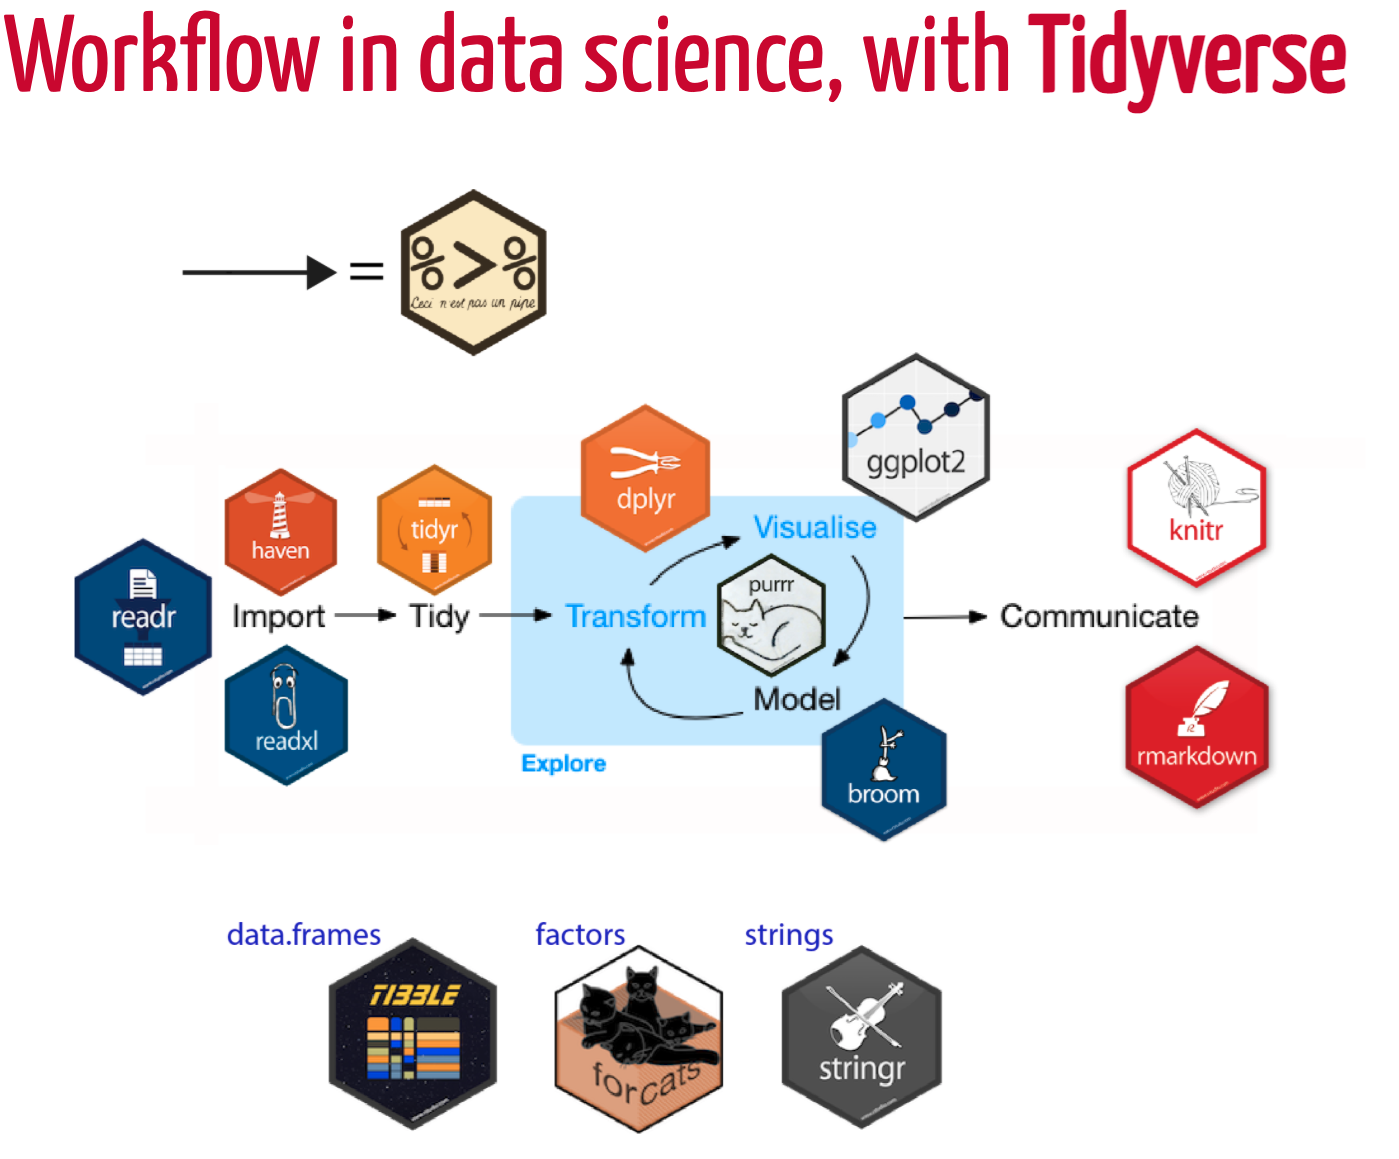 Workflow in data science, with Tidyverse
=
% > %
Ceci n'est pas un pipe
ggplot2
dplyr
knitr
haven
tidyr
Visualise
purrr
readr
Import
Tidy
Transform
Communicate
Model
readxl
rmarkdown
Explore
broom
data.frames
factors
strings
TIBBLE
forcats
stringr